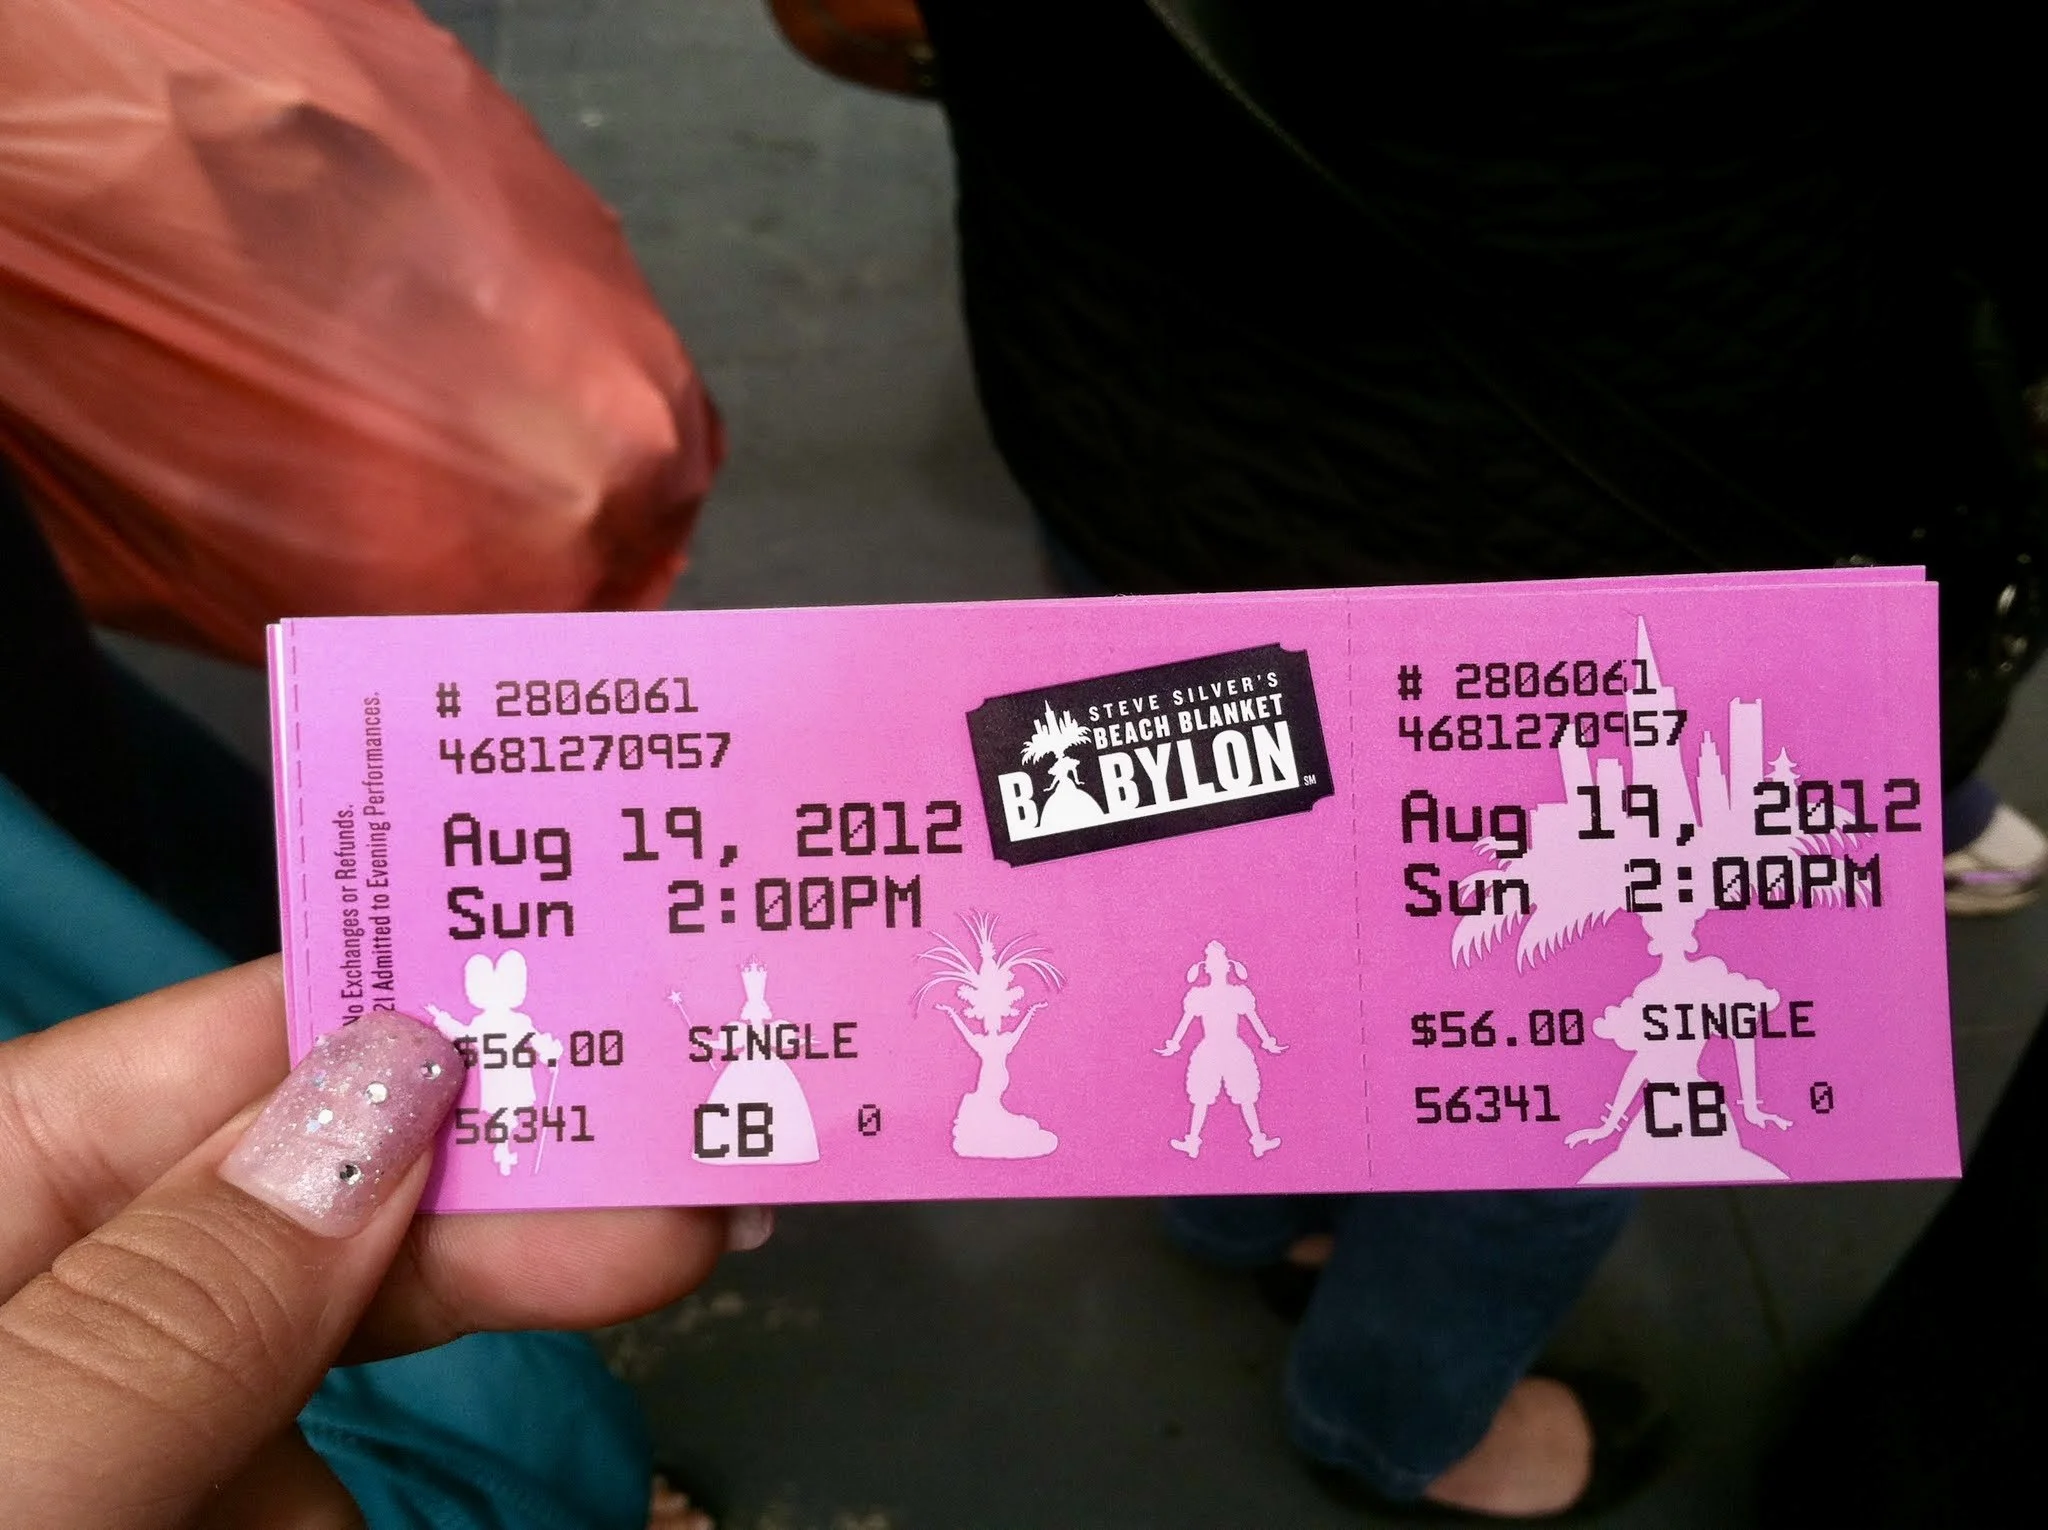 No Exchanges or Refunds.
21 Admitted to Evening Performances.
# 2806061
4681270957
Aug 19, 2012
Sun 2:00PM
$56.00 SINGLE
56341 CB 0
STEVE SILVER'S
BEACH BLANKET
BABYLON
SM
# 2806061
4681270957
Aug 19, 2012
Sun 2:00PM
$56.00 SINGLE
56341 CB 0